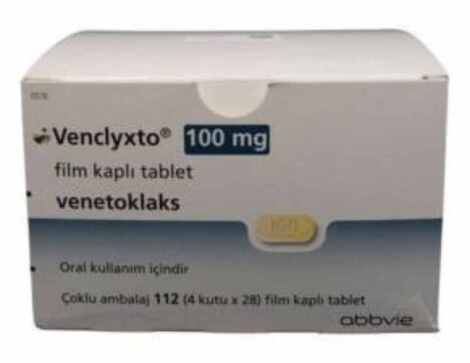 Venclyxto® 100 mg
film kaplı tablet
venetoklaks
100
Oral kullanım içindir
Çoklu ambalaj 112 (4 kutu x 28) film kaplı tablet
abbvie